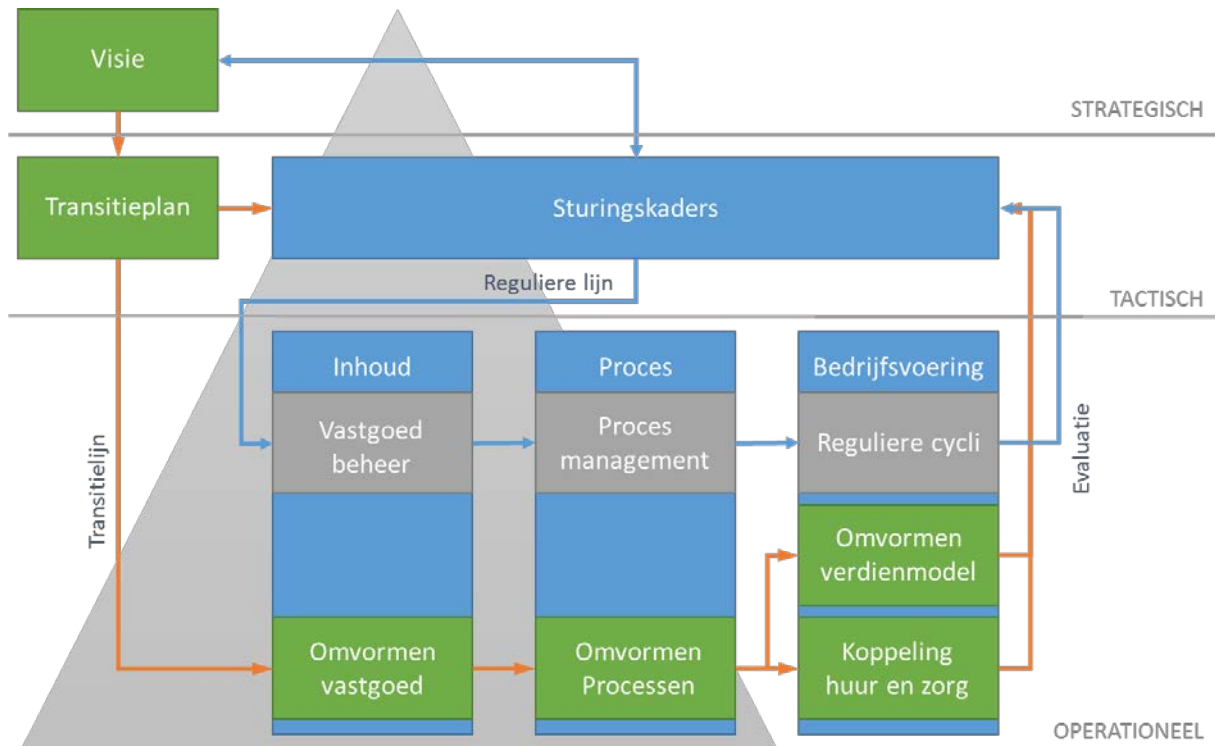 Visie
STRATEGISCH
Transitieplan
Sturingskaders
Reguliere lijn
TACTISCH
Inhoud
Proces
Bedrijfsvoering
Vastgoed
beheer
Proces
management
Reguliere cycli
Evaluatie
Transitielijn
Omvormen
verdienmodel
Omvormen
vastgoed
Omvormen
Processen
Koppeling
huur en zorg
OPERATIONEEL